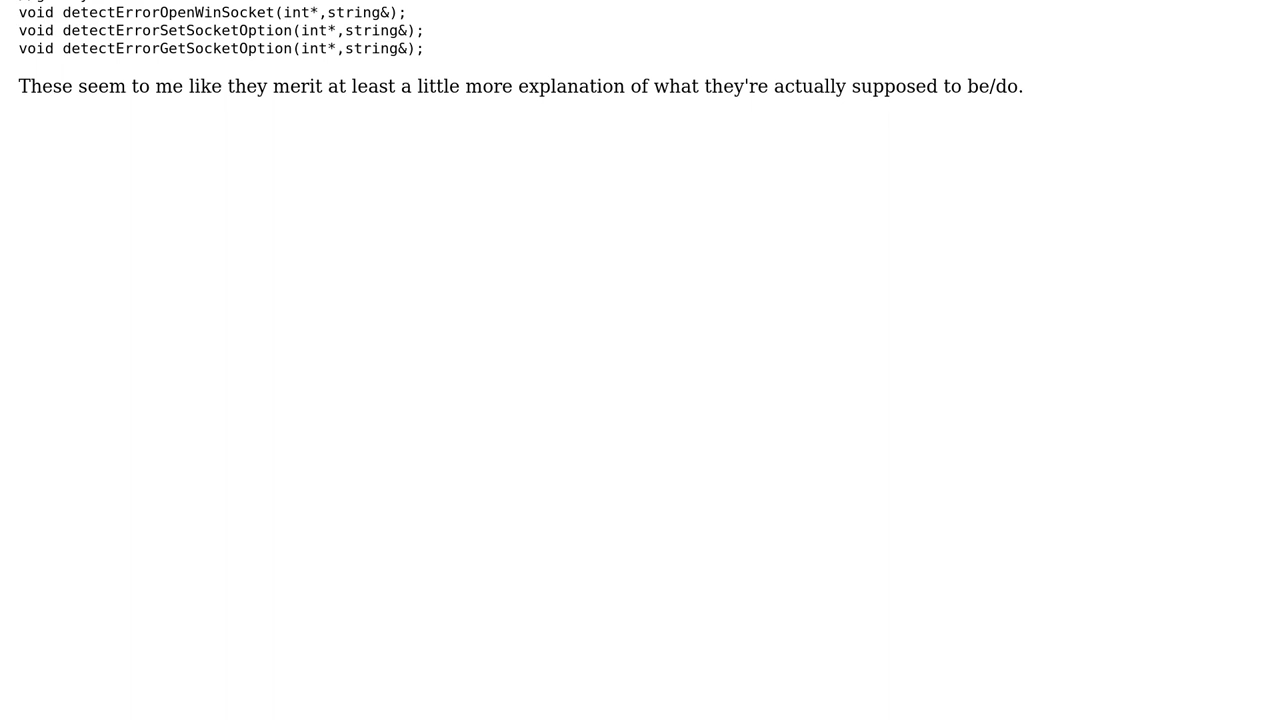 void detectErrorOpenWinSocket(int*,string&);
void detectErrorSetSocketOption(int*,string&);
void detectErrorGetSocketOption(int*,string&);
These seem to me like they merit at least a little more explanation of what they're actually supposed to be/do.